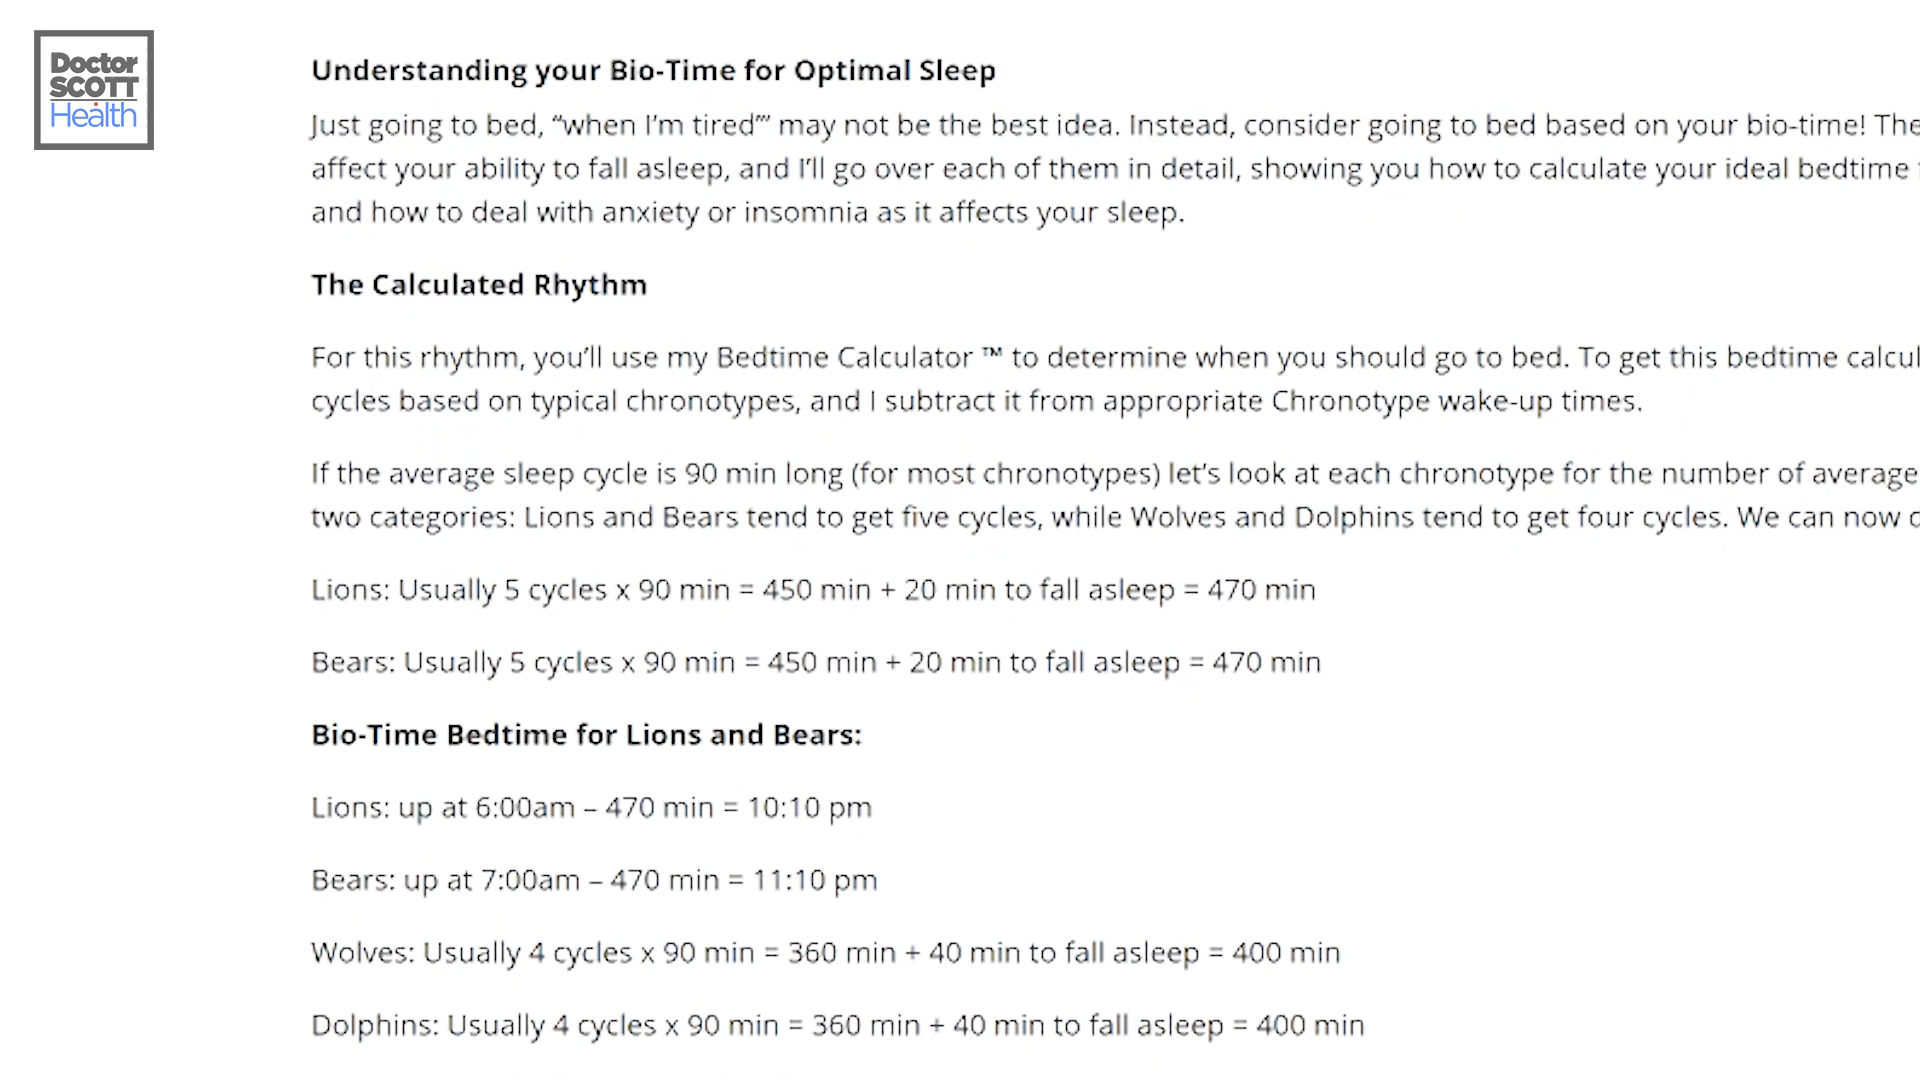 Doctor
SCOTT
Health
Understanding your Bio-Time for Optimal Sleep
Just going to bed, “when I’m tired”’ may not be the best idea. Instead, consider going to bed based on your bio-time! The
affect your ability to fall asleep, and I’ll go over each of them in detail, showing you how to calculate your ideal bedtime
and how to deal with anxiety or insomnia as it affects your sleep.
The Calculated Rhythm
For this rhythm, you’ll use my Bedtime Calculator ™ to determine when you should go to bed. To get this bedtime calcul
cycles based on typical chronotypes, and I subtract it from appropriate Chronotype wake-up times.
If the average sleep cycle is 90 min long (for most chronotypes) let’s look at each chronotype for the number of average
two categories: Lions and Bears tend to get five cycles, while Wolves and Dolphins tend to get four cycles. We can now
Lions: Usually 5 cycles x 90 min = 450 min + 20 min to fall asleep = 470 min
Bears: Usually 5 cycles x 90 min = 450 min + 20 min to fall asleep = 470 min
Bio-Time Bedtime for Lions and Bears:
Lions: up at 6:00am – 470 min = 10:10 pm
Bears: up at 7:00am – 470 min = 11:10 pm
Wolves: Usually 4 cycles x 90 min = 360 min + 40 min to fall asleep = 400 min
Dolphins: Usually 4 cycles x 90 min = 360 min + 40 min to fall asleep = 400 min